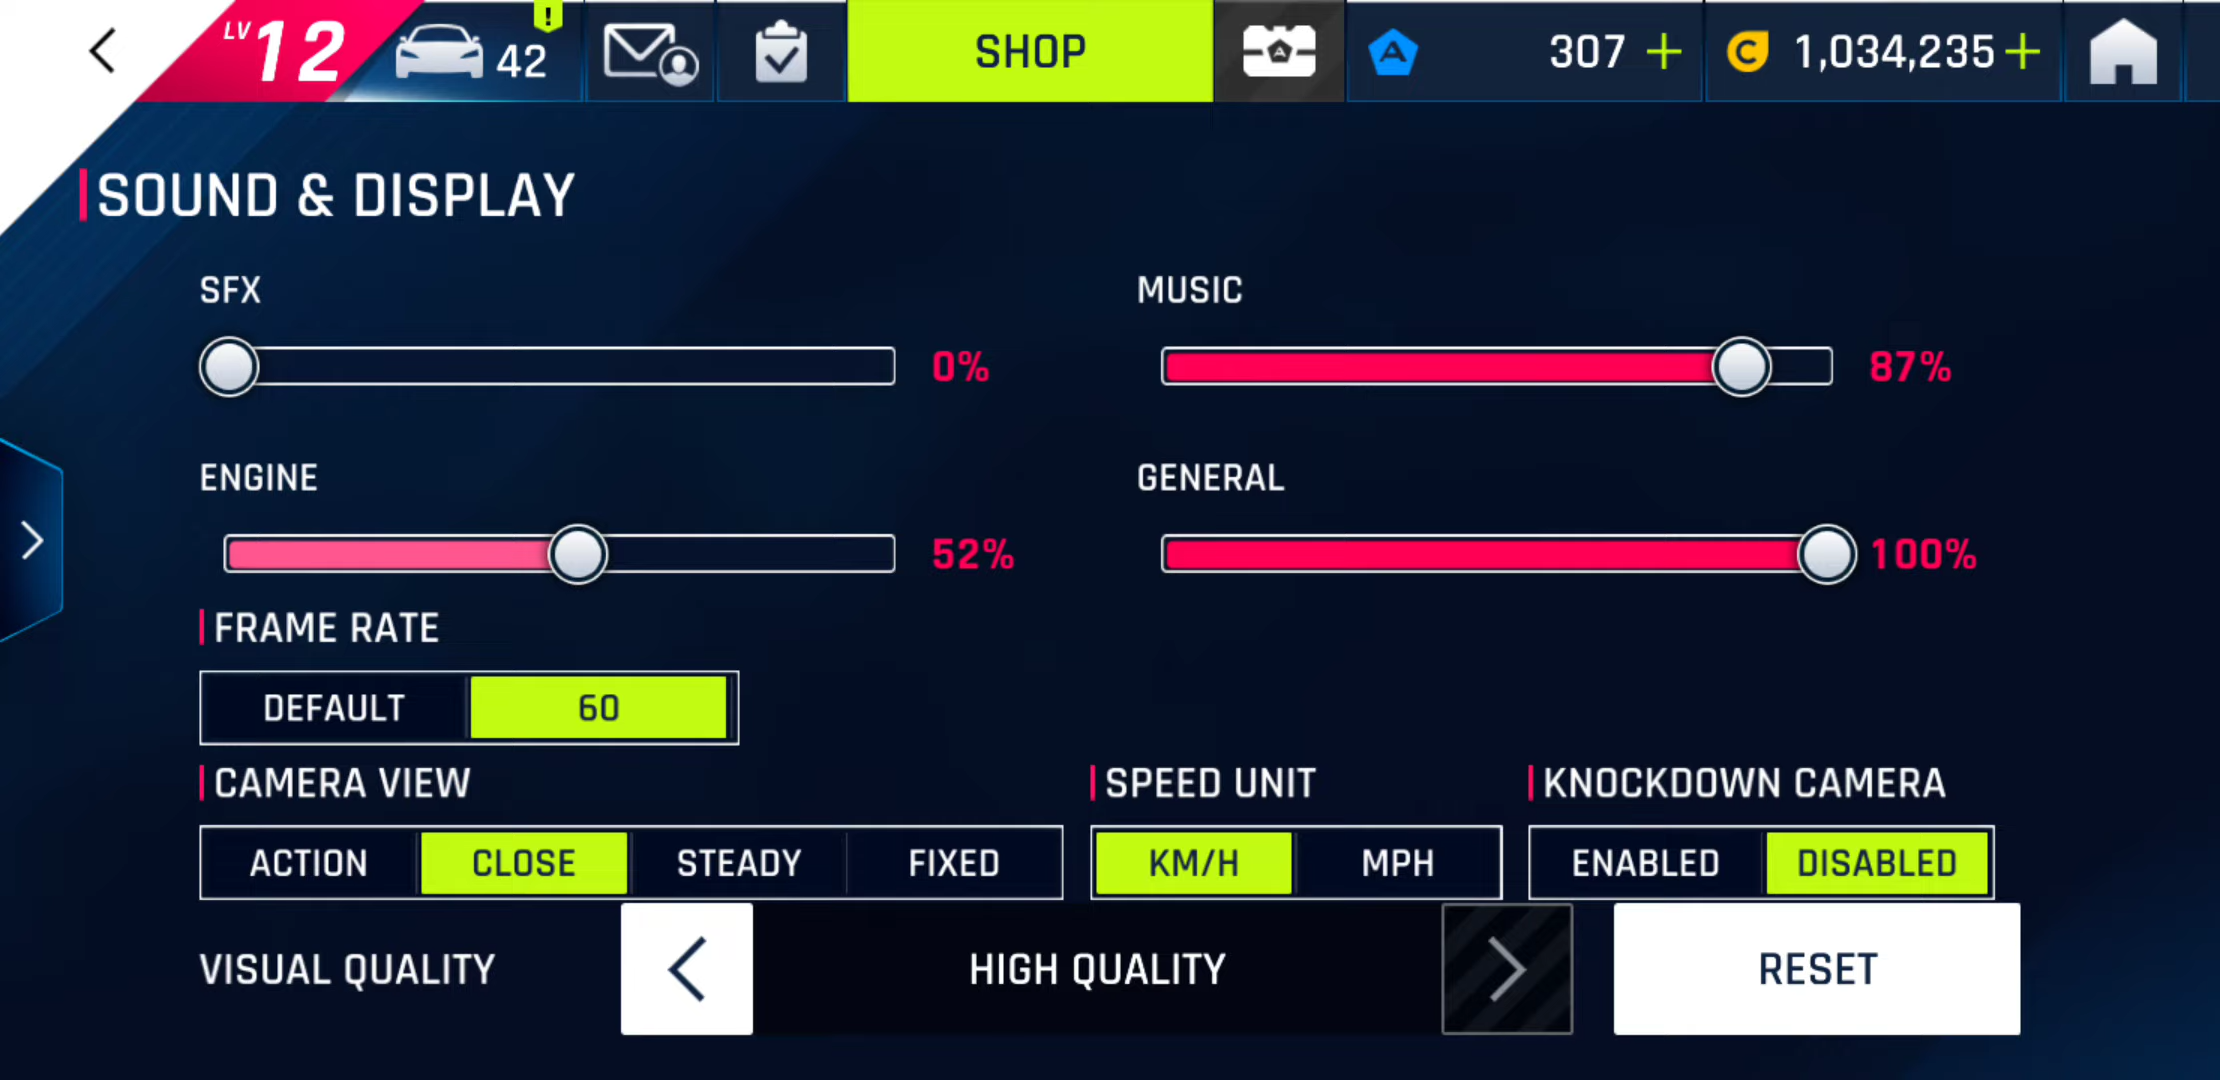 LV 12
42
!
SHOP
307
1,034,235
SOUND & DISPLAY
SFX
0%
MUSIC
87%
ENGINE
52%
GENERAL
100%
FRAME RATE
DEFAULT
60
CAMERA VIEW
SPEED UNIT
KNOCKDOWN CAMERA
ACTION
CLOSE
STEADY
FIXED
KM/H
MPH
ENABLED
DISABLED
VISUAL QUALITY
HIGH QUALITY
RESET